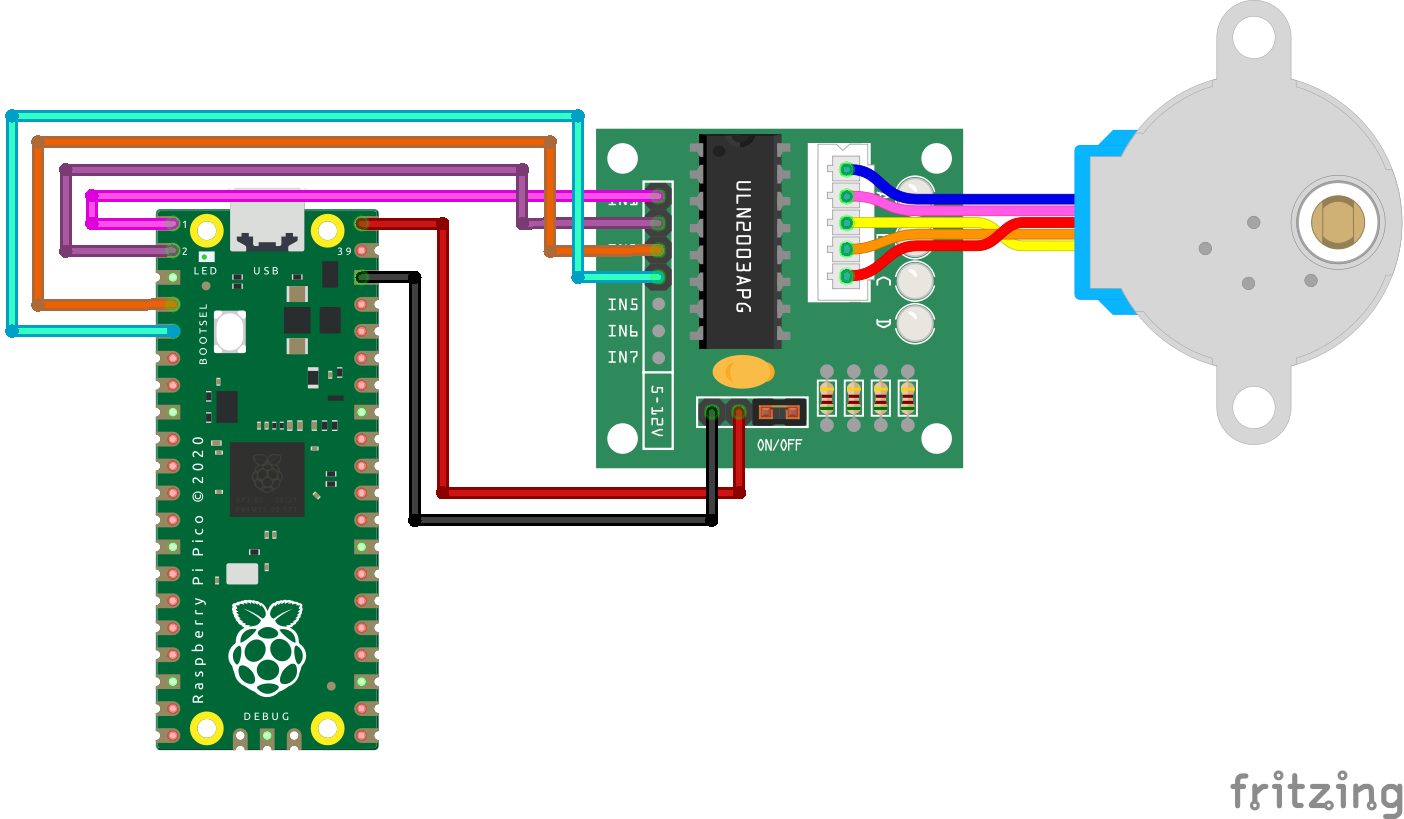 1
2
39
LED
USB
BOOTSEL
Raspberry Pi Pico ©2020
DEBUG
IN1
IN5
IN6
IN7
5-12V
ULN2003APG
C
D
ON/OFF
fritzing